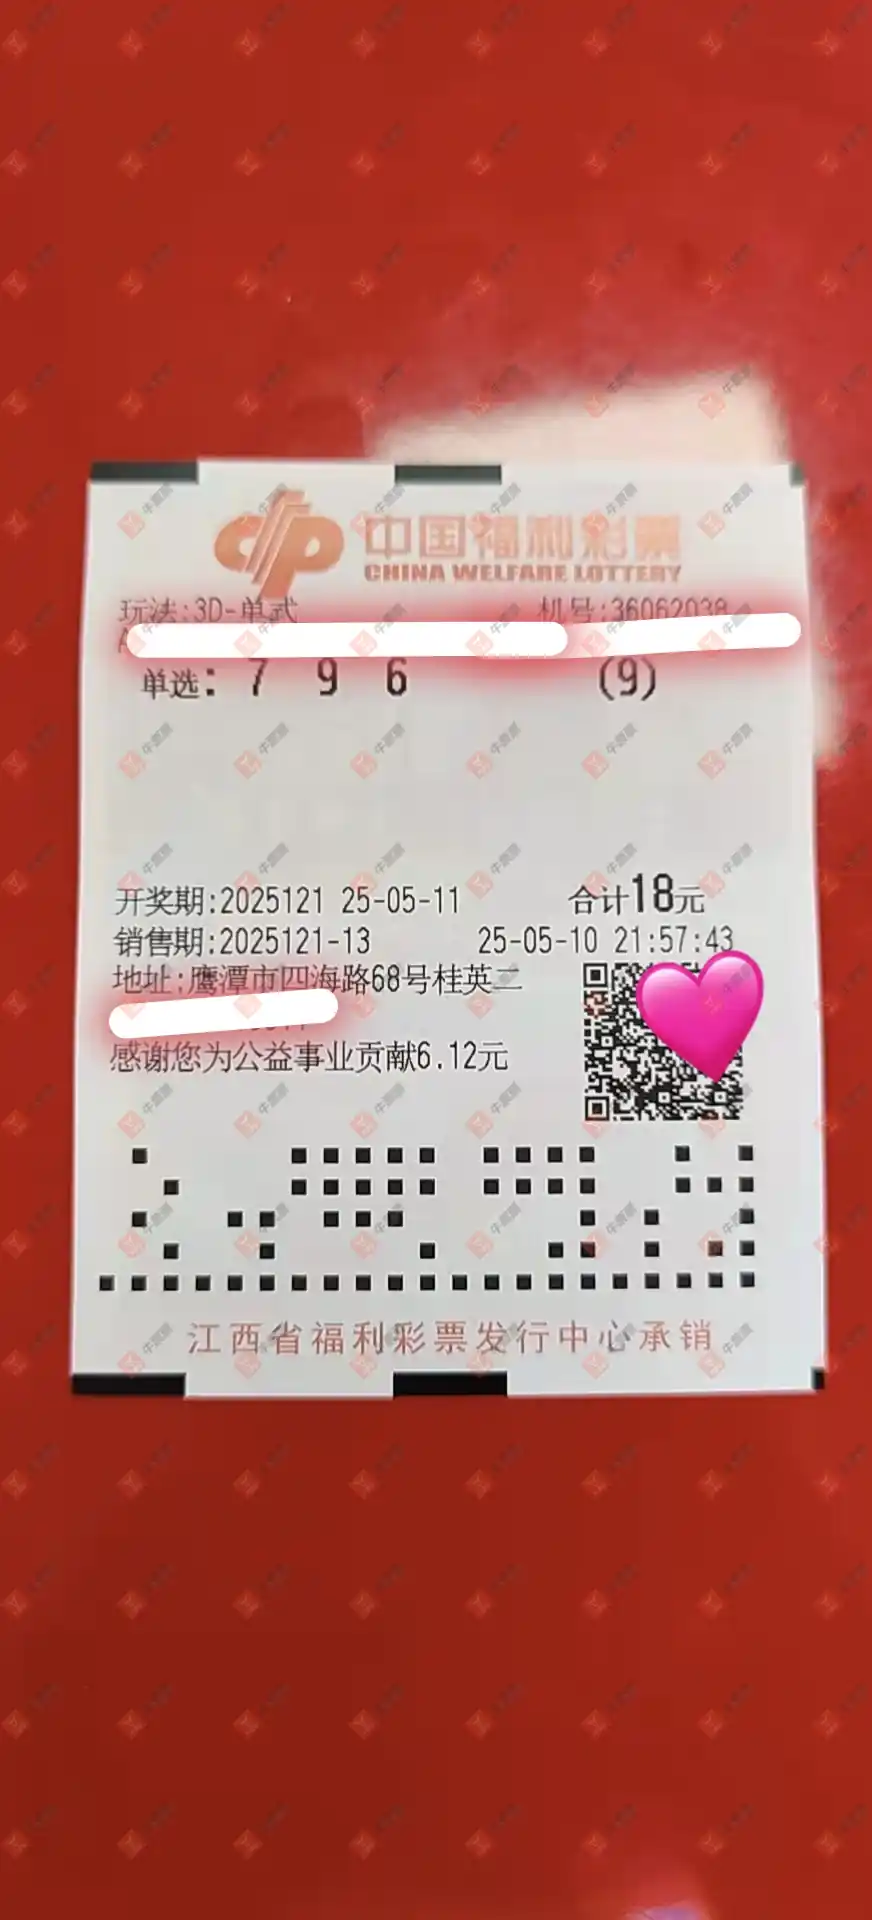 中国福利彩票
CHINA WELFARE LOTTERY
玩法:3D-单式 机号:36062038
单选: 7 9 6 (9)
开奖期:2025121 25-05-11 合计18元
销售期:2025121-13 25-05-10 21:57:43
地址:鹰潭市四海路68号桂英二
感谢您为公益事业贡献6.12元
江西省福利彩票发行中心承销